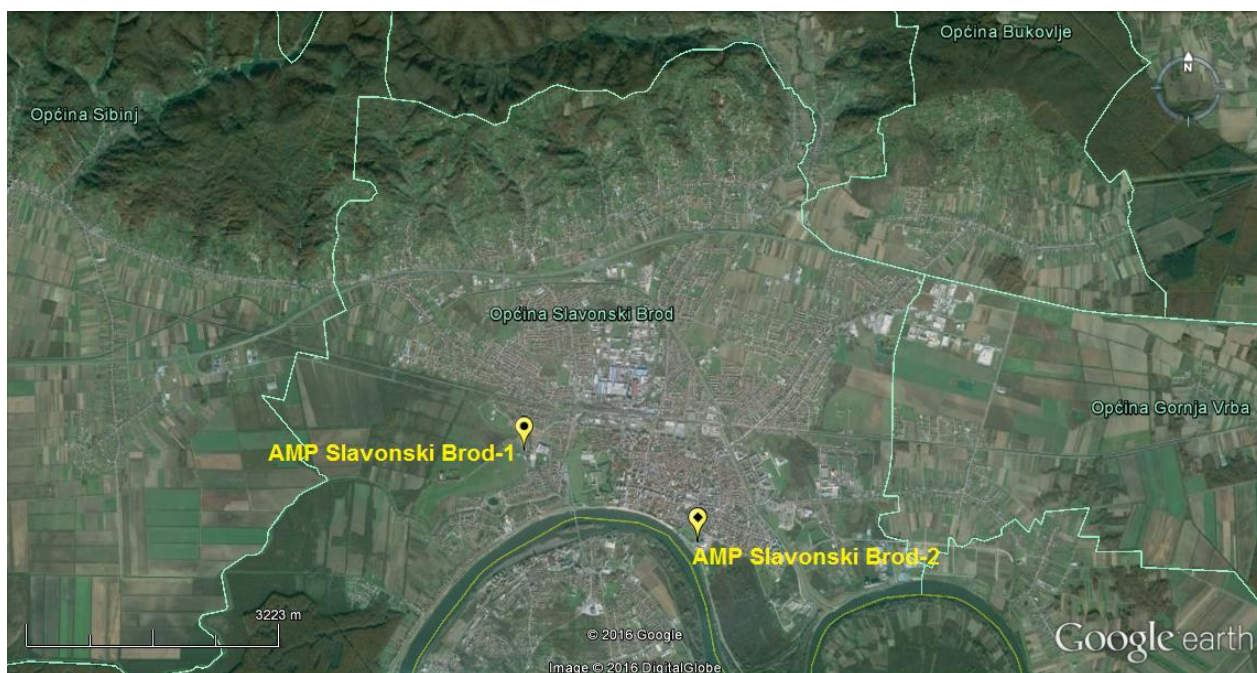 Općina Bukovlje
N
Općina Sibinj
Općina Slavonski Brod
Općina Gornja Vrba
AMP Slavonski Brod-1
AMP Slavonski Brod-2
3223 m
© 2016 Google
Image © 2016 DigitalGlobe
Google earth